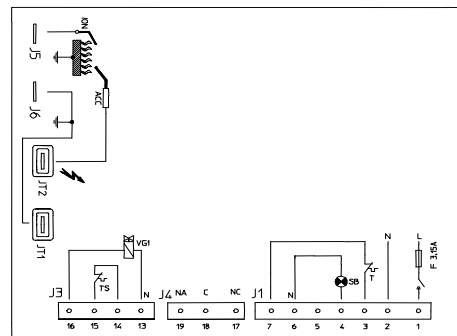 J5
ION
J6
ACC
JT2
JT1
VG1
TS
N
L
F 3,15A
N
SB
T
J3
J4
NA
C
NC
J1
N
16
15
14
13
19
18
17
7
6
5
4
3
2
1